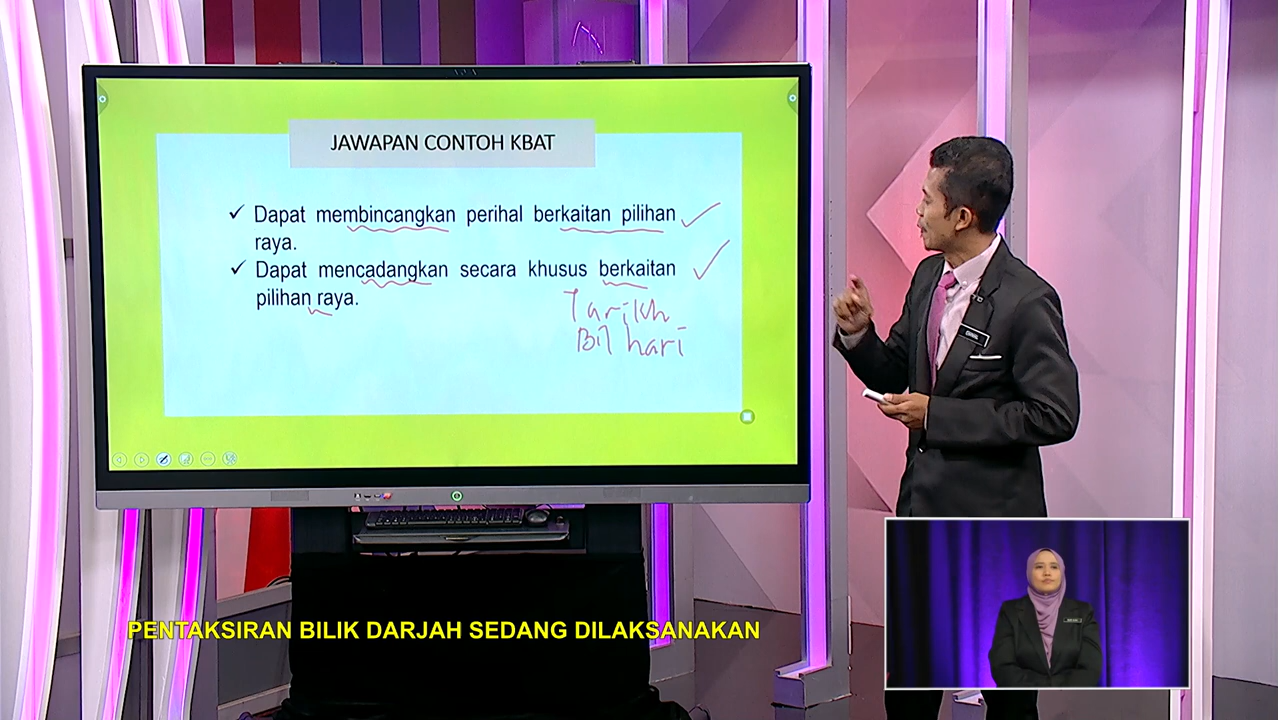 JAWAPAN CONTOH KBAT
✓ Dapat membincangkan perihal berkaitan pilihan
raya.
✓ Dapat mencadangkan secara khusus berkaitan
pilihan raya.
Tarikh
Bil hari
PENTAKSIRAN BILIK DARJAH SEDANG DILAKSANAKAN